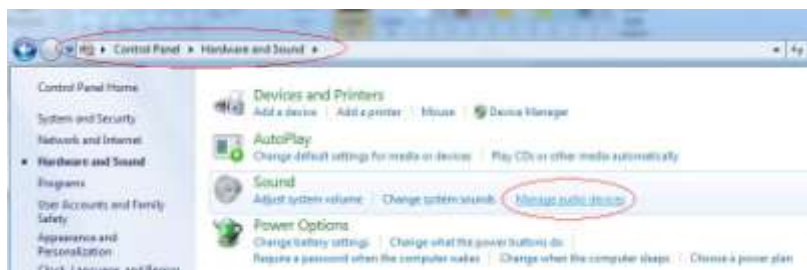 Control Panel ▸ Hardware and Sound ▸
Control Panel Home
System and Security
Network and Internet
Hardware and Sound
Programs
User Accounts and Family
Safety
Appearance and
Personalization
Clock, Language, and Region
Devices and Printers
Add a device | Add a printer | Mouse | Device Manager
AutoPlay
Change default settings for media or devices | Play CDs or other media automatically
Sound
Adjust system volume | Change system sounds | Manage audio devices
Power Options
Change battery settings | Change what the power buttons do
Require a password when the computer wakes | Change when the computer sleeps | Choose a power plan